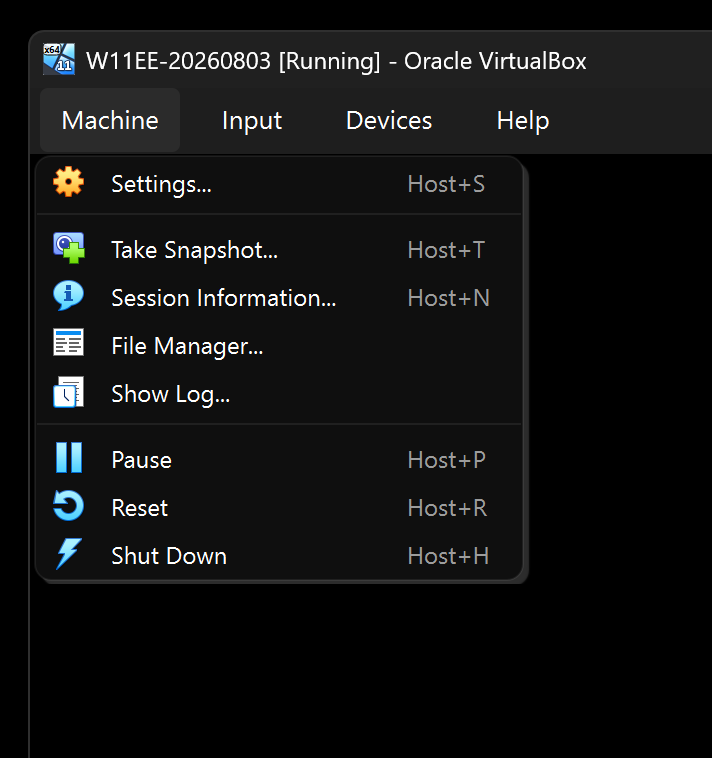 x64
11
W11EE-20260803 [Running] - Oracle VirtualBox
Machine Input Devices Help
Settings... Host+S
Take Snapshot... Host+T
Session Information... Host+N
File Manager...
Show Log...
Pause Host+P
Reset Host+R
Shut Down Host+H